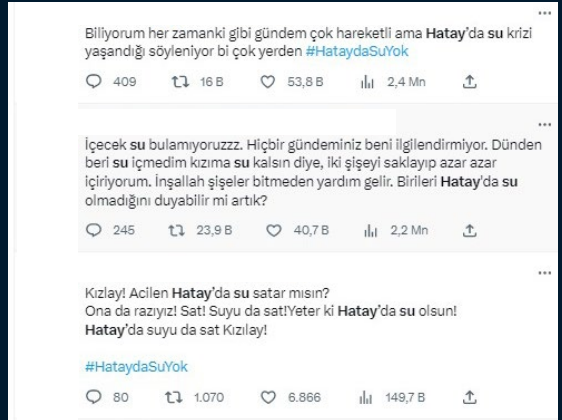 Biliyorum her zamanki gibi gündem çok hareketli ama Hatay'da su krizi
yaşandığı söyleniyor bi çok yerden #HataydaSuYok
409 16 B 53,8 B 2,4 Mn
İçecek su bulamıyoruzzz. Hiçbir gündeminiz beni ilgilendirmiyor. Dünden
beri su içmedim kızıma su kalsın diye, iki şişeyi saklayıp azar azar
içiriyorum. İnşallah şişeler bitmeden yardım gelir. Birileri Hatay'da su
olmadığını duyabilir mi artık?
245 23,9 B 40,7 B 2,2 Mn
Kızlay! Acilen Hatay'da su satar mısın?
Ona da razıyız! Sat! Suyu da sat!Yeter ki Hatay'da su olsun!
Hatay'da suyu da sat Kızılay!
#HataydaSuYok
80 1.070 6.866 149,7 B